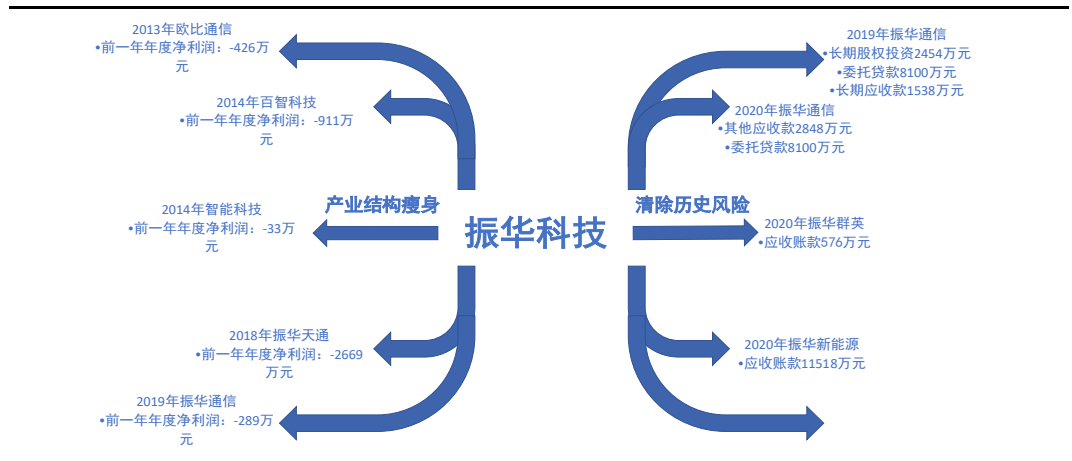 2013年欧比通信
•前一年年度净利润：-426万
元
2014年百智科技
•前一年年度净利润：-911万
元
产业结构瘦身
2014年智能科技
•前一年年度净利润：-33万
元
2018年振华天通
•前一年年度净利润：-2669
万元
2019年振华通信
•前一年年度净利润：-289万
元
振华科技
2019年振华通信
•长期股权投资2454万元
•委托贷款8100万元
•长期应收款1538万元
2020年振华通信
•其他应收款2848万元
•委托贷款8100万元
清除历史风险
2020年振华群英
•应收账款576万元
2020年振华新能源
•应收账款11518万元